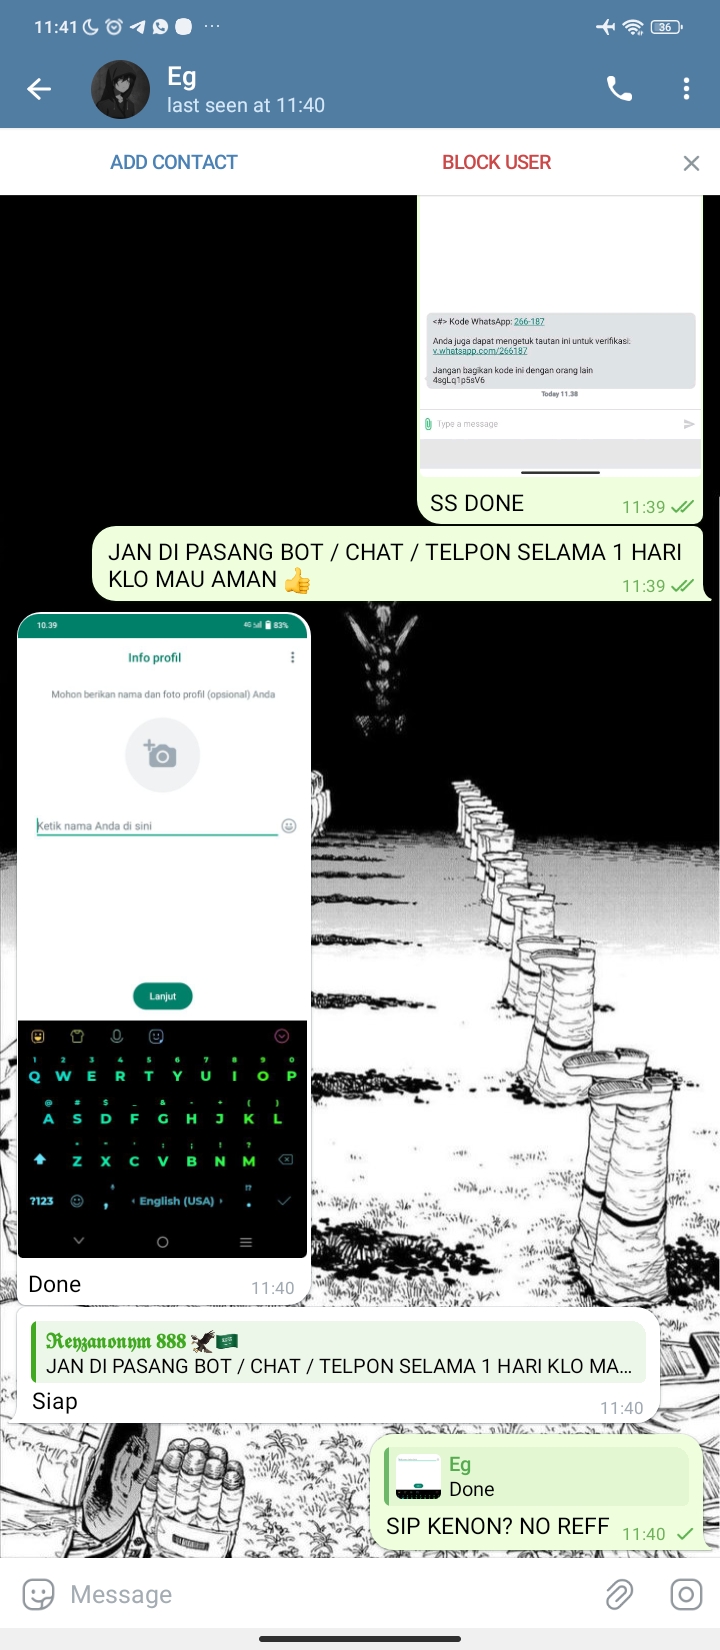 11:41
36
Eg
last seen at 11:40
ADD CONTACT
BLOCK USER
<#> Kode WhatsApp: 266-187
Anda juga dapat mengetuk tautan ini untuk verifikasi:
v.whatsapp.com/266187
Jangan bagikan kode ini dengan orang lain
4sgLq1p5sV6
Today 11.38
Type a message
SS DONE
11:39
JAN DI PASANG BOT / CHAT / TELPON SELAMA 1 HARI
KLO MAU AMAN 👍
11:39
10.39
4G
83%
Info profil
Mohon berikan nama dan foto profil (opsional) Anda
Ketik nama Anda di sini
Lanjut
1 2 3 4 5 6 7 8 9 0
Q W E R T Y U I O P
@ # $ _ & - + ( )
A S D F G H J K L
* " ' : ; ! ?
Z X C V B N M
?123 , English (USA) .
Done
11:40
Reyzanonym 888 🦅🇸🇦
JAN DI PASANG BOT / CHAT / TELPON SELAMA 1 HARI KLO MA...
Siap
11:40
Eg
Done
SIP KENON? NO REFF
11:40
Message